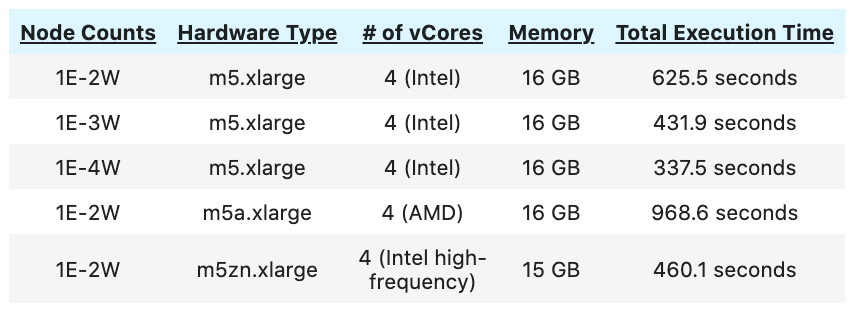 Node Counts Hardware Type # of vCores Memory Total Execution Time
1E-2W m5.xlarge 4 (Intel) 16 GB 625.5 seconds
1E-3W m5.xlarge 4 (Intel) 16 GB 431.9 seconds
1E-4W m5.xlarge 4 (Intel) 16 GB 337.5 seconds
1E-2W m5a.xlarge 4 (AMD) 16 GB 968.6 seconds
1E-2W m5zn.xlarge 4 (Intel high-
frequency) 15 GB 460.1 seconds